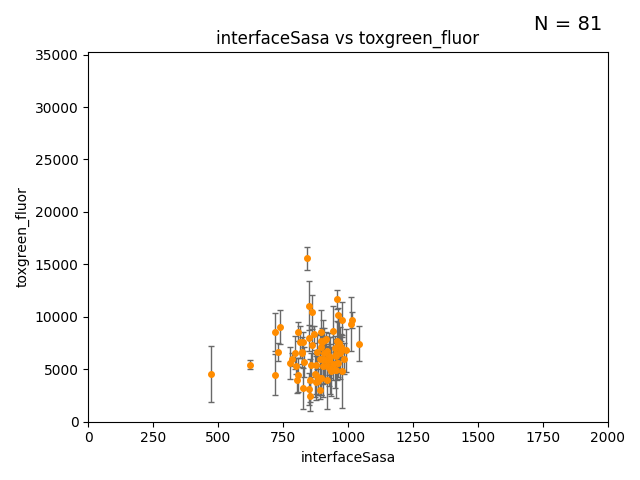 N = 81
interfaceSasa vs toxgreen_fluor
35000
30000
25000
20000
15000
10000
5000
0
toxgreen_fluor
0 250 500 750 1000 1250 1500 1750 2000
interfaceSasa